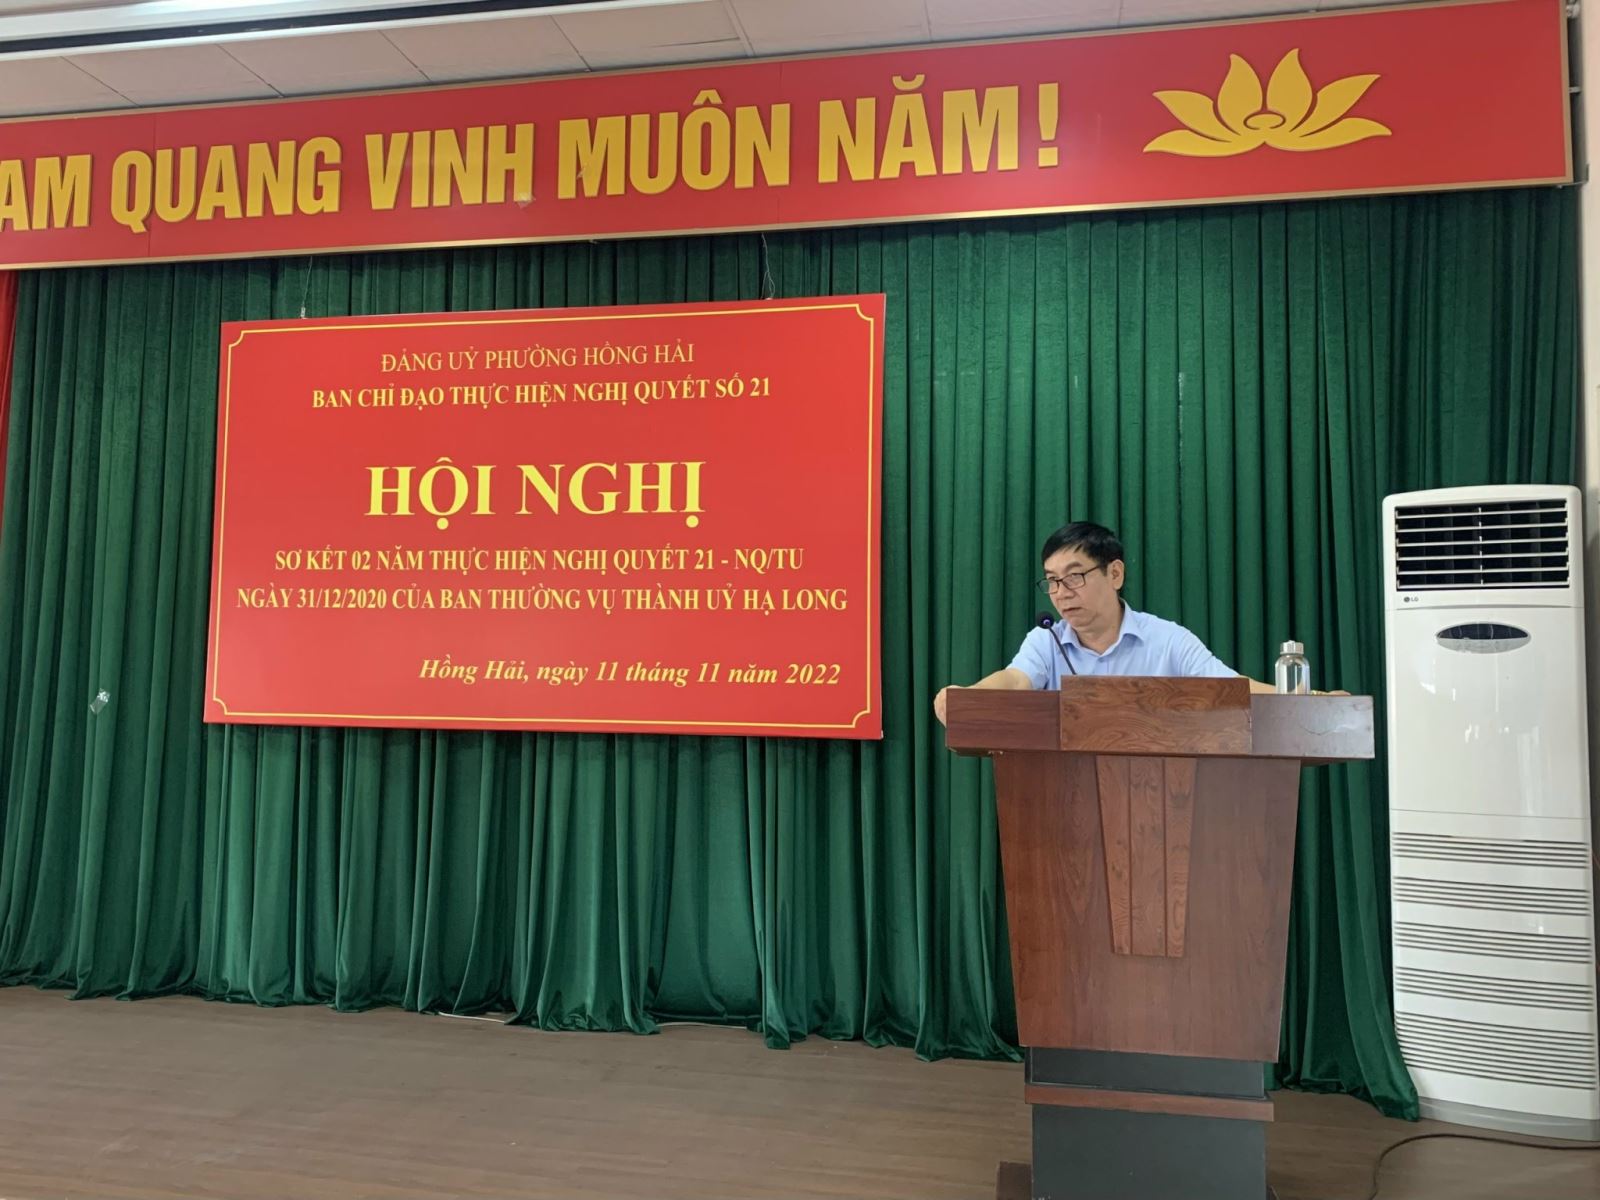 AM QUANG VINH MUÔN NĂM!
ĐẢNG UỶ PHƯỜNG HỒNG HẢI
BAN CHỈ ĐẠO THỰC HIỆN NGHỊ QUYẾT SỐ 21
HỘI NGHỊ
SƠ KẾT 02 NĂM THỰC HIỆN NGHỊ QUYẾT 21 - NQ/TU
NGÀY 31/12/2020 CỦA BAN THƯỜNG VỤ THÀNH UỶ HẠ LONG
Hồng Hải, ngày 11 tháng 11 năm 2022
LG